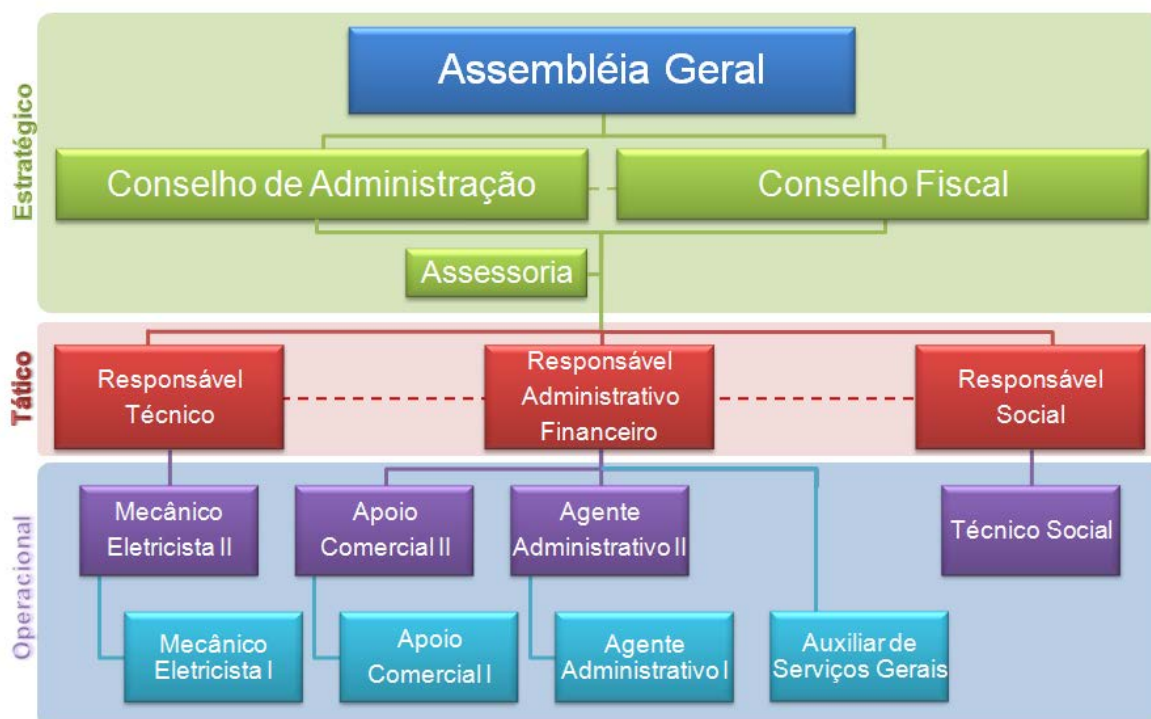 Estratégico
Assembléia Geral
Conselho de Administração
Conselho Fiscal
Assessoria
Tático
Responsável
Técnico
Responsável
Administrativo
Financeiro
Responsável
Social
Operacional
Mecânico
Eletricista II
Apoio
Comercial II
Agente
Administrativo II
Técnico Social
Mecânico
Eletricista I
Apoio
Comercial I
Agente
Administrativo I
Auxiliar de
Serviços Gerais